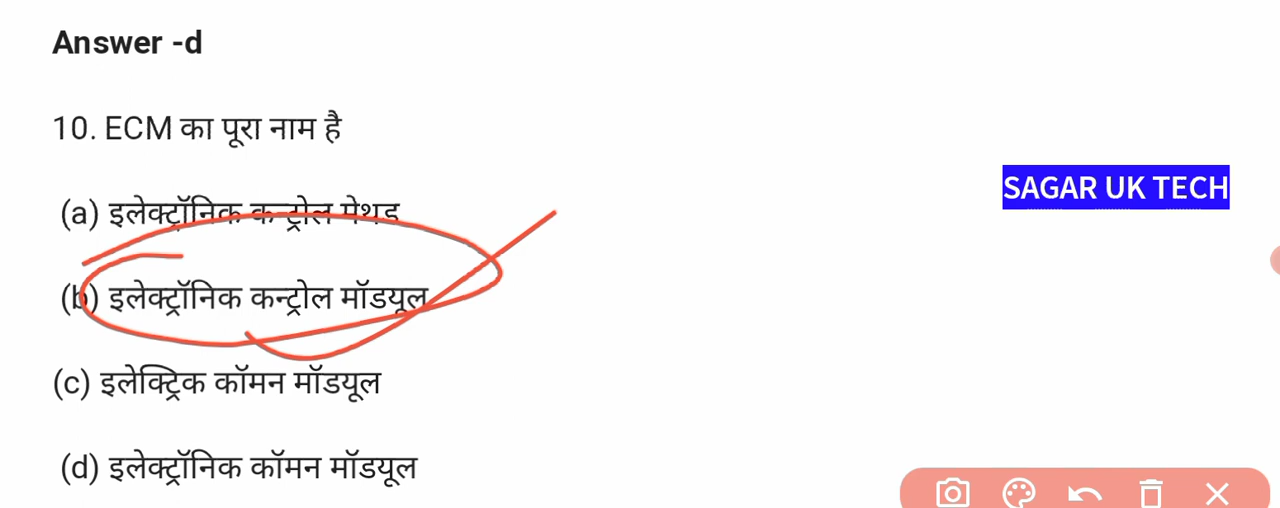 Answer -d
10. ECM का पूरा नाम है
SAGAR UK TECH
(a) इलेक्ट्रॉनिक कन्ट्रोल मेथड
(b) इलेक्ट्रॉनिक कन्ट्रोल मॉडयूल
(c) इलेक्ट्रिक कॉमन मॉडयूल
(d) इलेक्ट्रॉनिक कॉमन मॉडयूल